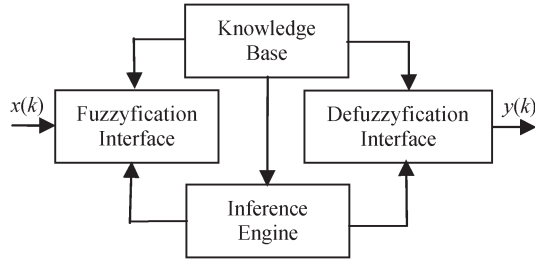 Knowledge
Base
x(k)
Fuzzyfication
Interface
Defuzzyfication
Interface
y(k)
Inference
Engine